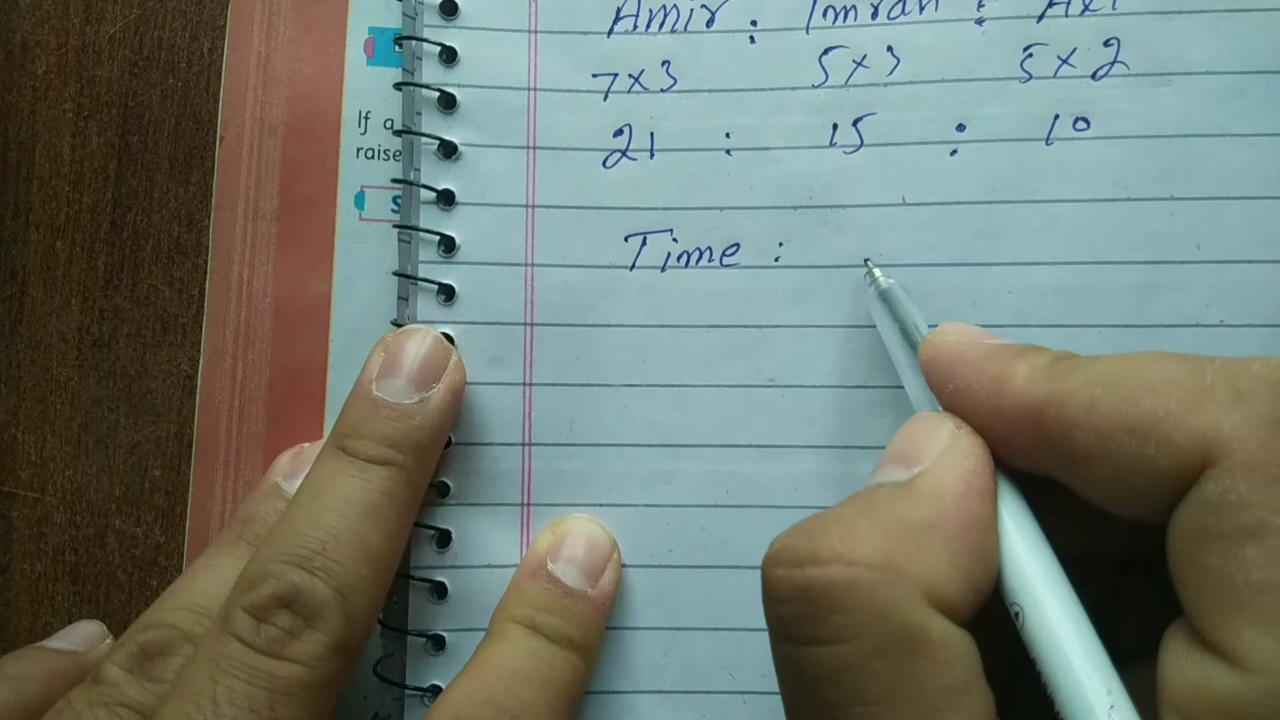 Amir : Imran :
7×3 5×3 5×2
21 : 15 : 10
Time :
If a
raise
S